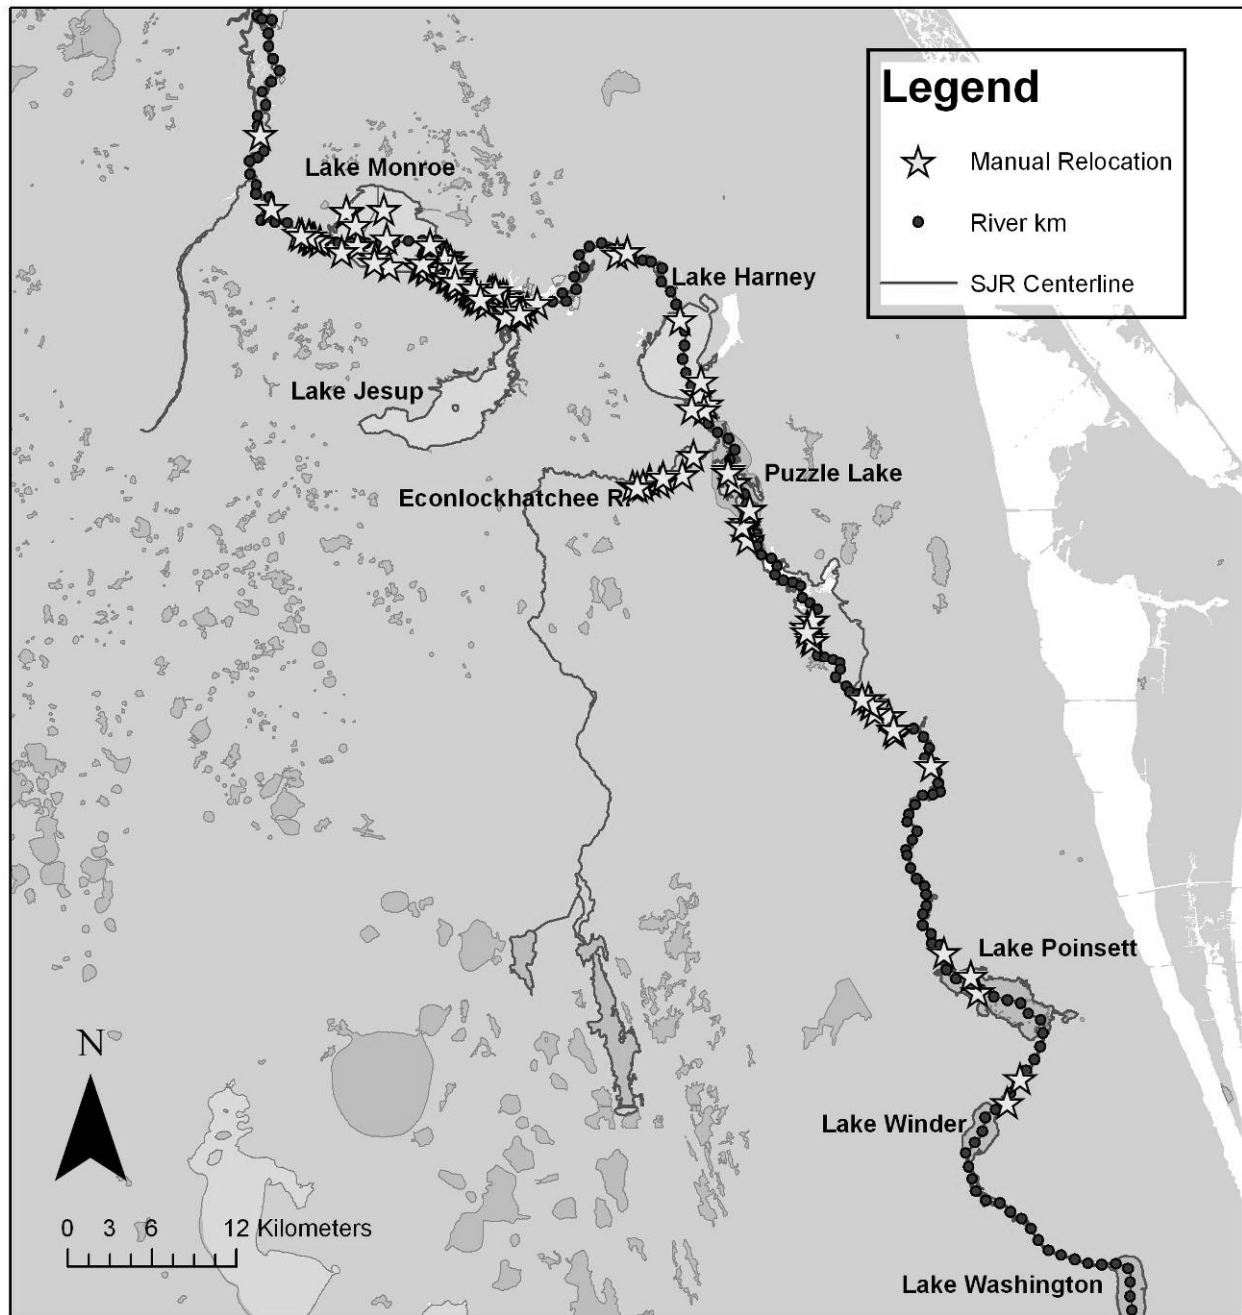 Legend
Manual Relocation
River km
SJR Centerline
Lake Monroe
Lake Harney
Lake Jesup
Puzzle Lake
Econlockhatchee R.
Lake Poinsett
N
Lake Winder
0 3 6 12 Kilometers
Lake Washington